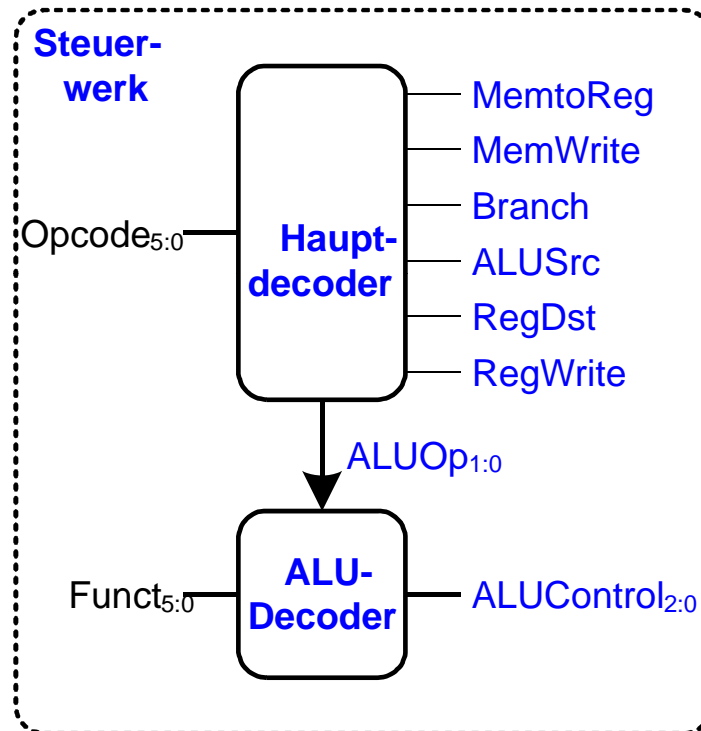 Steuer-
werk
MemtoReg
MemWrite
Branch
ALUSrc
RegDst
RegWrite
Opcode5:0
Haupt-
decoder
ALUOp1:0
Funct5:0
ALU-
Decoder
ALUControl2:0